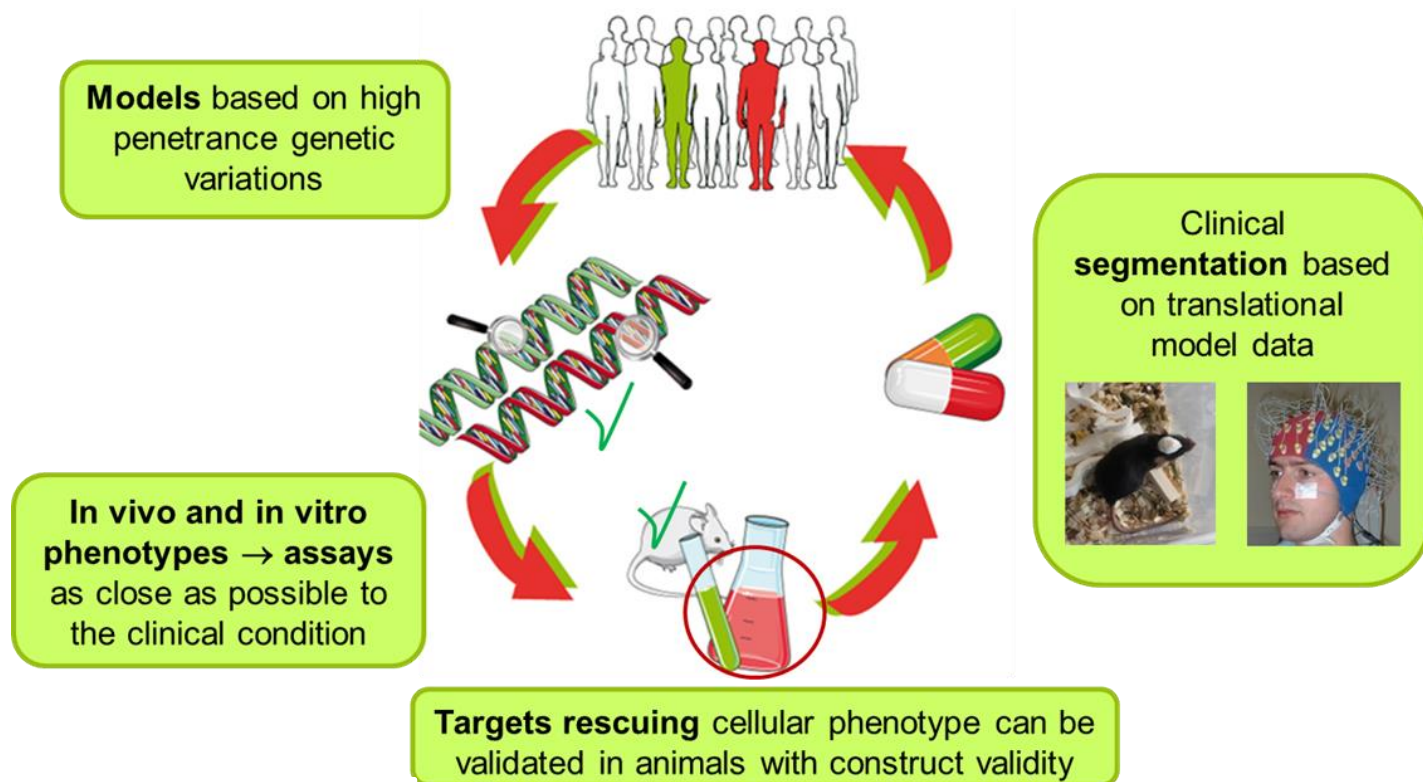 Models based on high
penetrance genetic
variations
Clinical
segmentation based
on translational
model data
In vivo and in vitro
phenotypes → assays
as close as possible to
the clinical condition
Targets rescuing cellular phenotype can be
validated in animals with construct validity